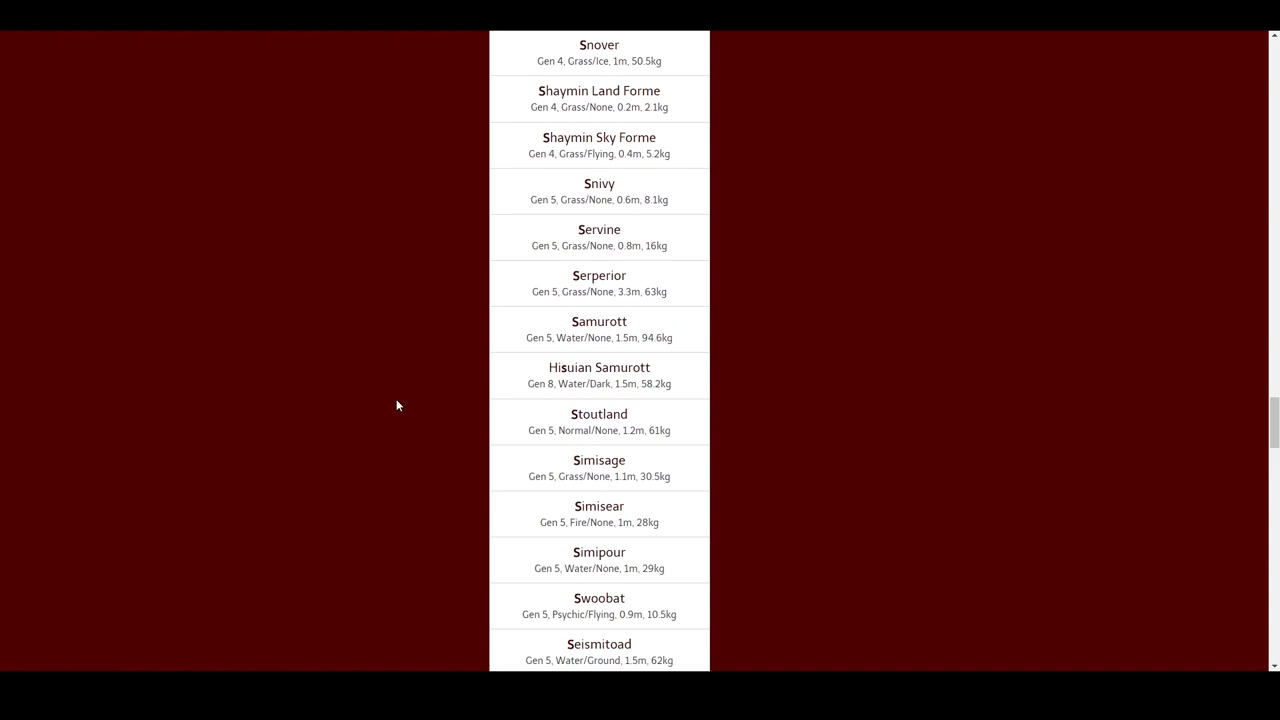 Snover
Gen 4, Grass/Ice, 1m, 50.5kg
Shaymin Land Forme
Gen 4, Grass/None, 0.2m, 2.1kg
Shaymin Sky Forme
Gen 4, Grass/Flying, 0.4m, 5.2kg
Snivy
Gen 5, Grass/None, 0.6m, 8.1kg
Servine
Gen 5, Grass/None, 0.8m, 16kg
Serperior
Gen 5, Grass/None, 3.3m, 63kg
Samurott
Gen 5, Water/None, 1.5m, 94.6kg
Hisuian Samurott
Gen 8, Water/Dark, 1.5m, 58.2kg
Stoutland
Gen 5, Normal/None, 1.2m, 61kg
Simisage
Gen 5, Grass/None, 1.1m, 30.5kg
Simisear
Gen 5, Fire/None, 1m, 28kg
Simipour
Gen 5, Water/None, 1m, 29kg
Swoobat
Gen 5, Psychic/Flying, 0.9m, 10.5kg
Seismitoad
Gen 5, Water/Ground, 1.5m, 62kg